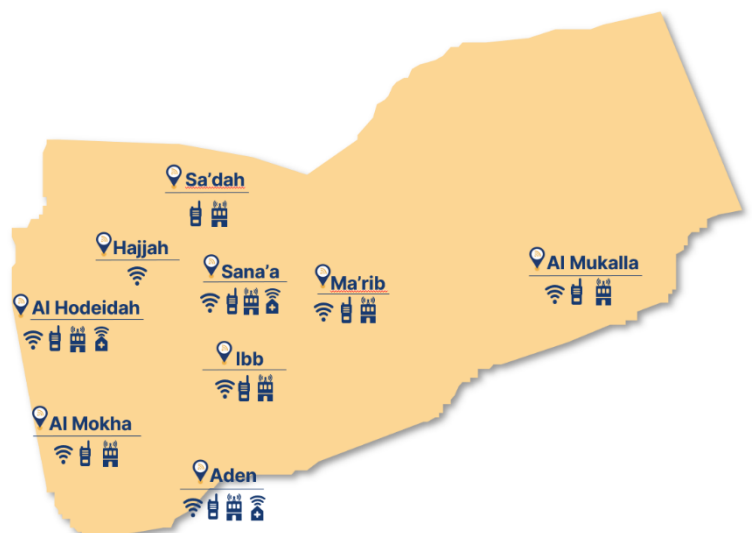 Sa’dah
Hajjah
Sana’a
Ma’rib
Al Mukalla
Al Hodeidah
Ibb
Al Mokha
Aden